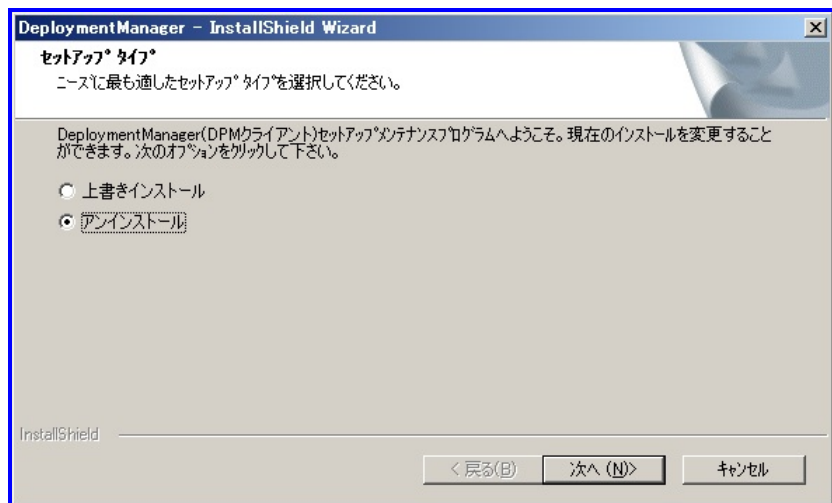 DeploymentManager - InstallShield Wizard
セットアップ タイプ
ニーズに最も適したセットアップ タイプを選択してください。
DeploymentManager(DPMクライアント)セットアップメンテナンスプログラムへようこそ。現在のインストールを変更すること
ができます。次のオプションをクリックして下さい。
上書きインストール
アンインストール
InstallShield
< 戻る(B) 次へ (N)> キャンセル